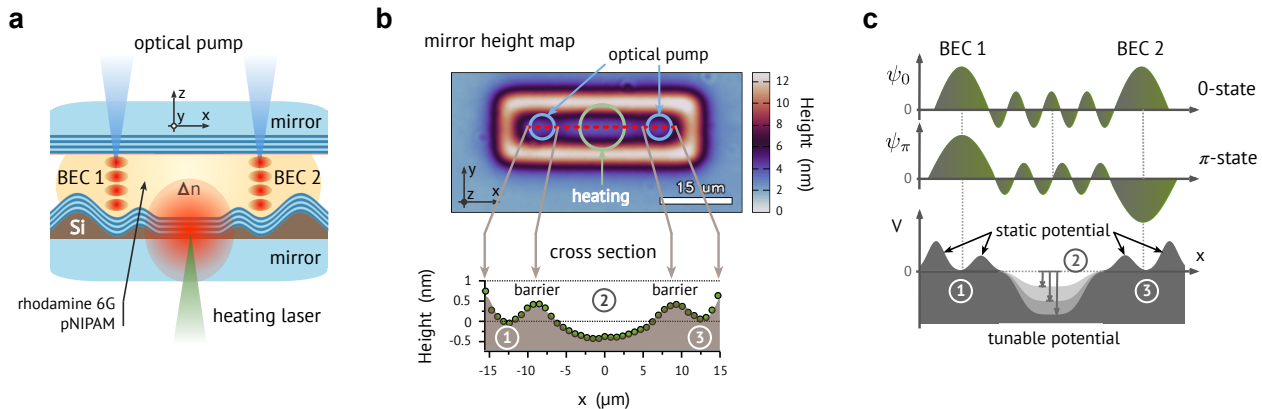 a
optical pump
z
y
x
mirror
BEC 1
BEC 2
Δn
Si
mirror
rhodamine 6G
pNIPAM
heating laser
b
mirror height map
optical pump
y
z
x
heating
15 um
12
10
8
6
4
2
0
Height (nm)
cross section
barrier
barrier
1
2
3
Height (nm)
1
0.5
0
-0.5
-15
-10
-5
0
5
10
15
x (μm)
c
BEC 1
BEC 2
ψ0
0
0-state
ψπ
0
π-state
V
static potential
x
0
1
2
3
tunable potential